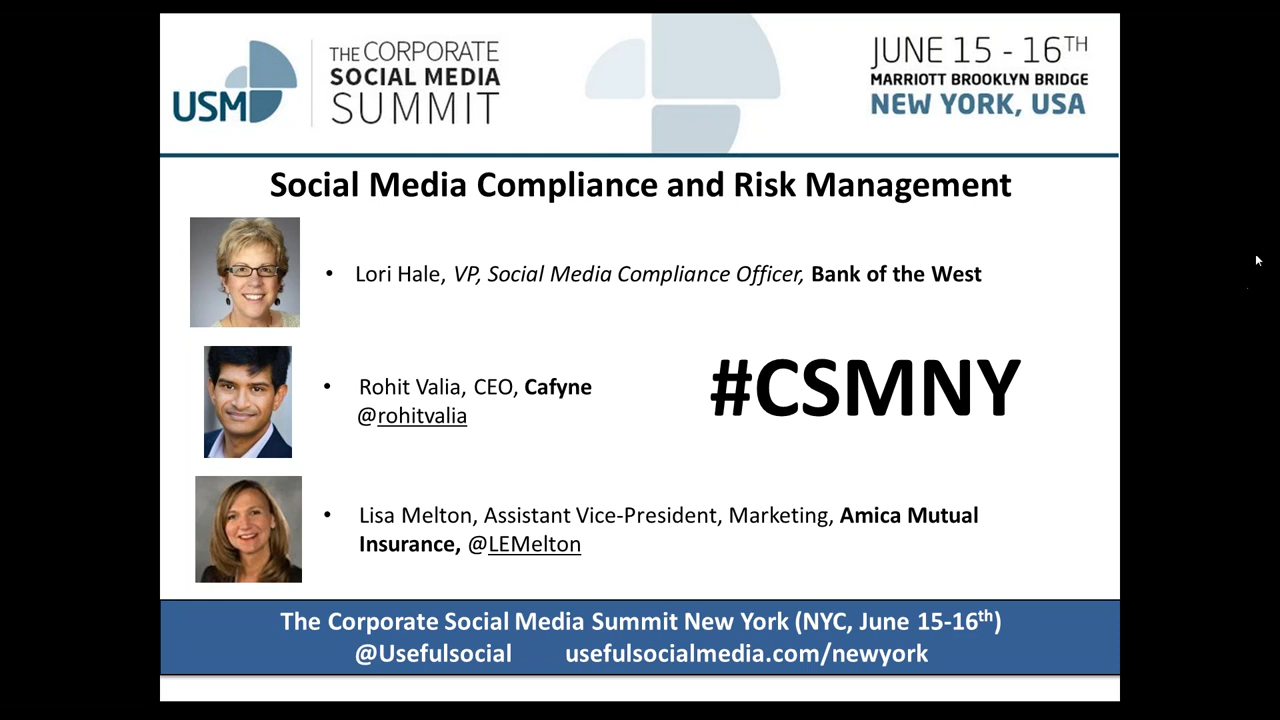 USM
THE CORPORATE
SOCIAL MEDIA
SUMMIT
JUNE 15 - 16TH
MARRIOTT BROOKLYN BRIDGE
NEW YORK, USA
Social Media Compliance and Risk Management
• Lori Hale, VP, Social Media Compliance Officer, Bank of the West
#CSMNY
• Rohit Valia, CEO, Cafyne
@rohitvalia
• Lisa Melton, Assistant Vice-President, Marketing, Amica Mutual
Insurance, @LEMelton
The Corporate Social Media Summit New York (NYC, June 15-16th)
@Usefulsocial usefulsocialmedia.com/newyork